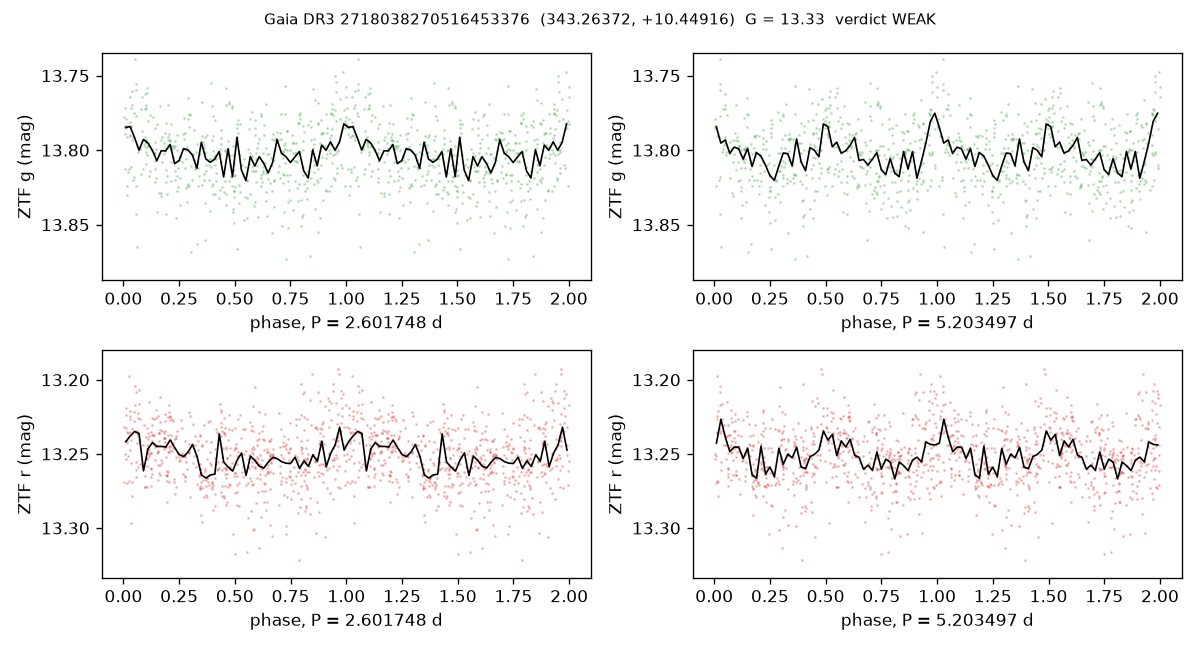 Gaia DR3 2718038270516453376  (343.26372, +10.44916)  G = 13.33  verdict WEAK
ZTF g (mag)
13.75
13.80
13.85
0.00 0.25 0.50 0.75 1.00 1.25 1.50 1.75 2.00
phase, P = 2.601748 d
ZTF g (mag)
13.75
13.80
13.85
0.00 0.25 0.50 0.75 1.00 1.25 1.50 1.75 2.00
phase, P = 5.203497 d
ZTF r (mag)
13.20
13.25
13.30
0.00 0.25 0.50 0.75 1.00 1.25 1.50 1.75 2.00
phase, P = 2.601748 d
ZTF r (mag)
13.20
13.25
13.30
0.00 0.25 0.50 0.75 1.00 1.25 1.50 1.75 2.00
phase, P = 5.203497 d